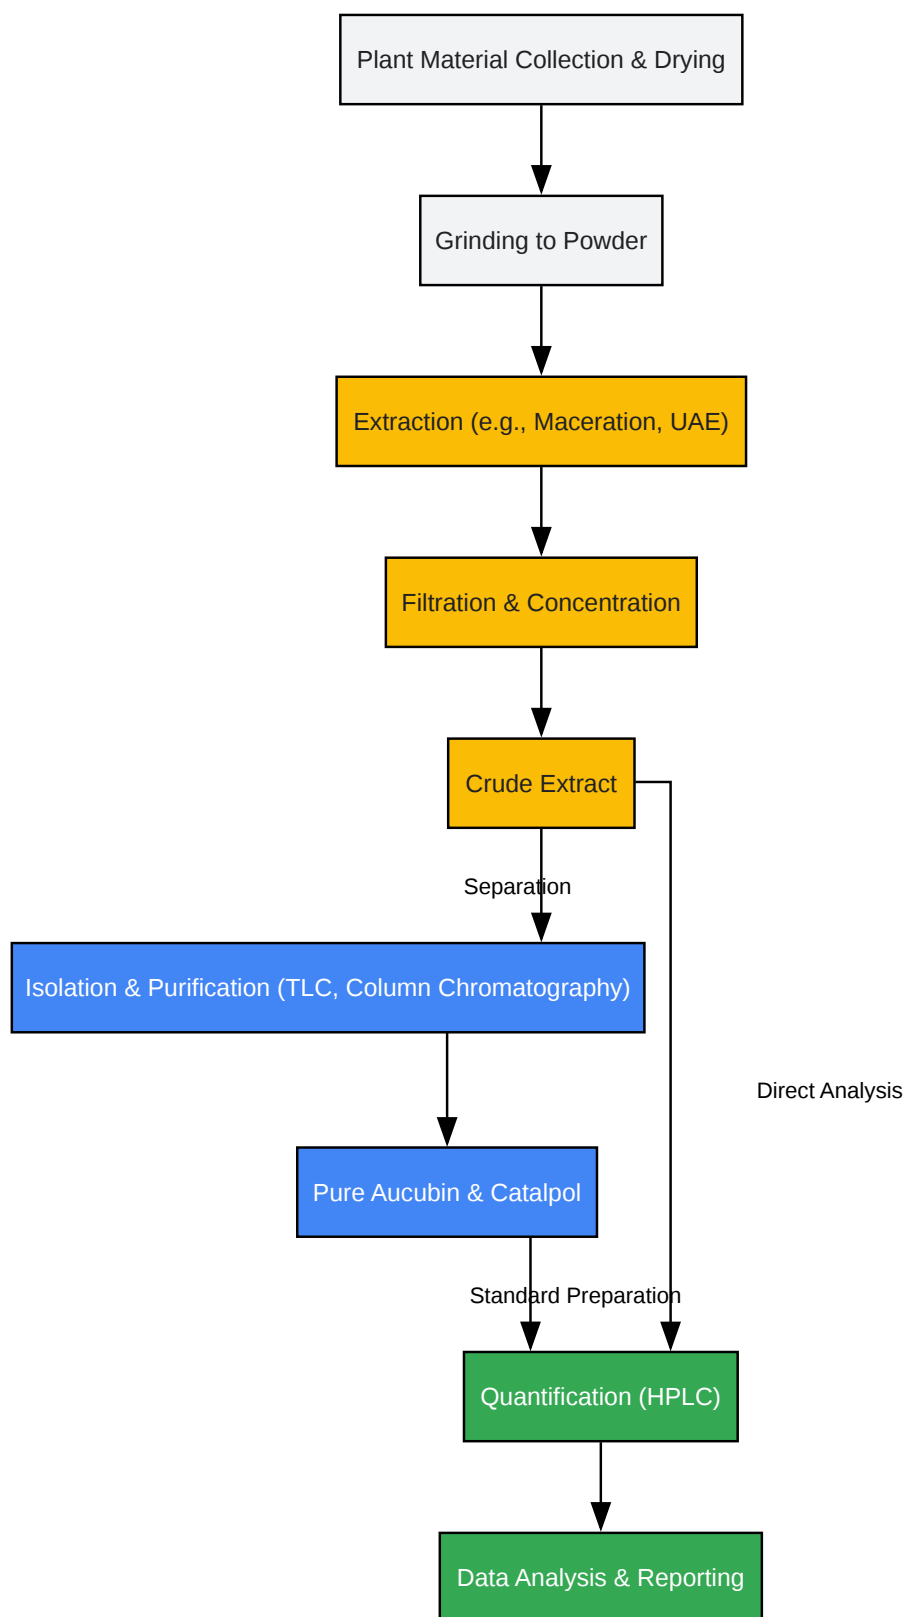 Plant Material Collection & Drying
Grinding to Powder
Extraction (e.g., Maceration, UAE)
Filtration & Concentration
Crude Extract
Separation
Isolation & Purification (TLC, Column Chromatography)
Direct Analysis
Pure Aucubin & Catalpol
Standard Preparation
Quantification (HPLC)
Data Analysis & Reporting